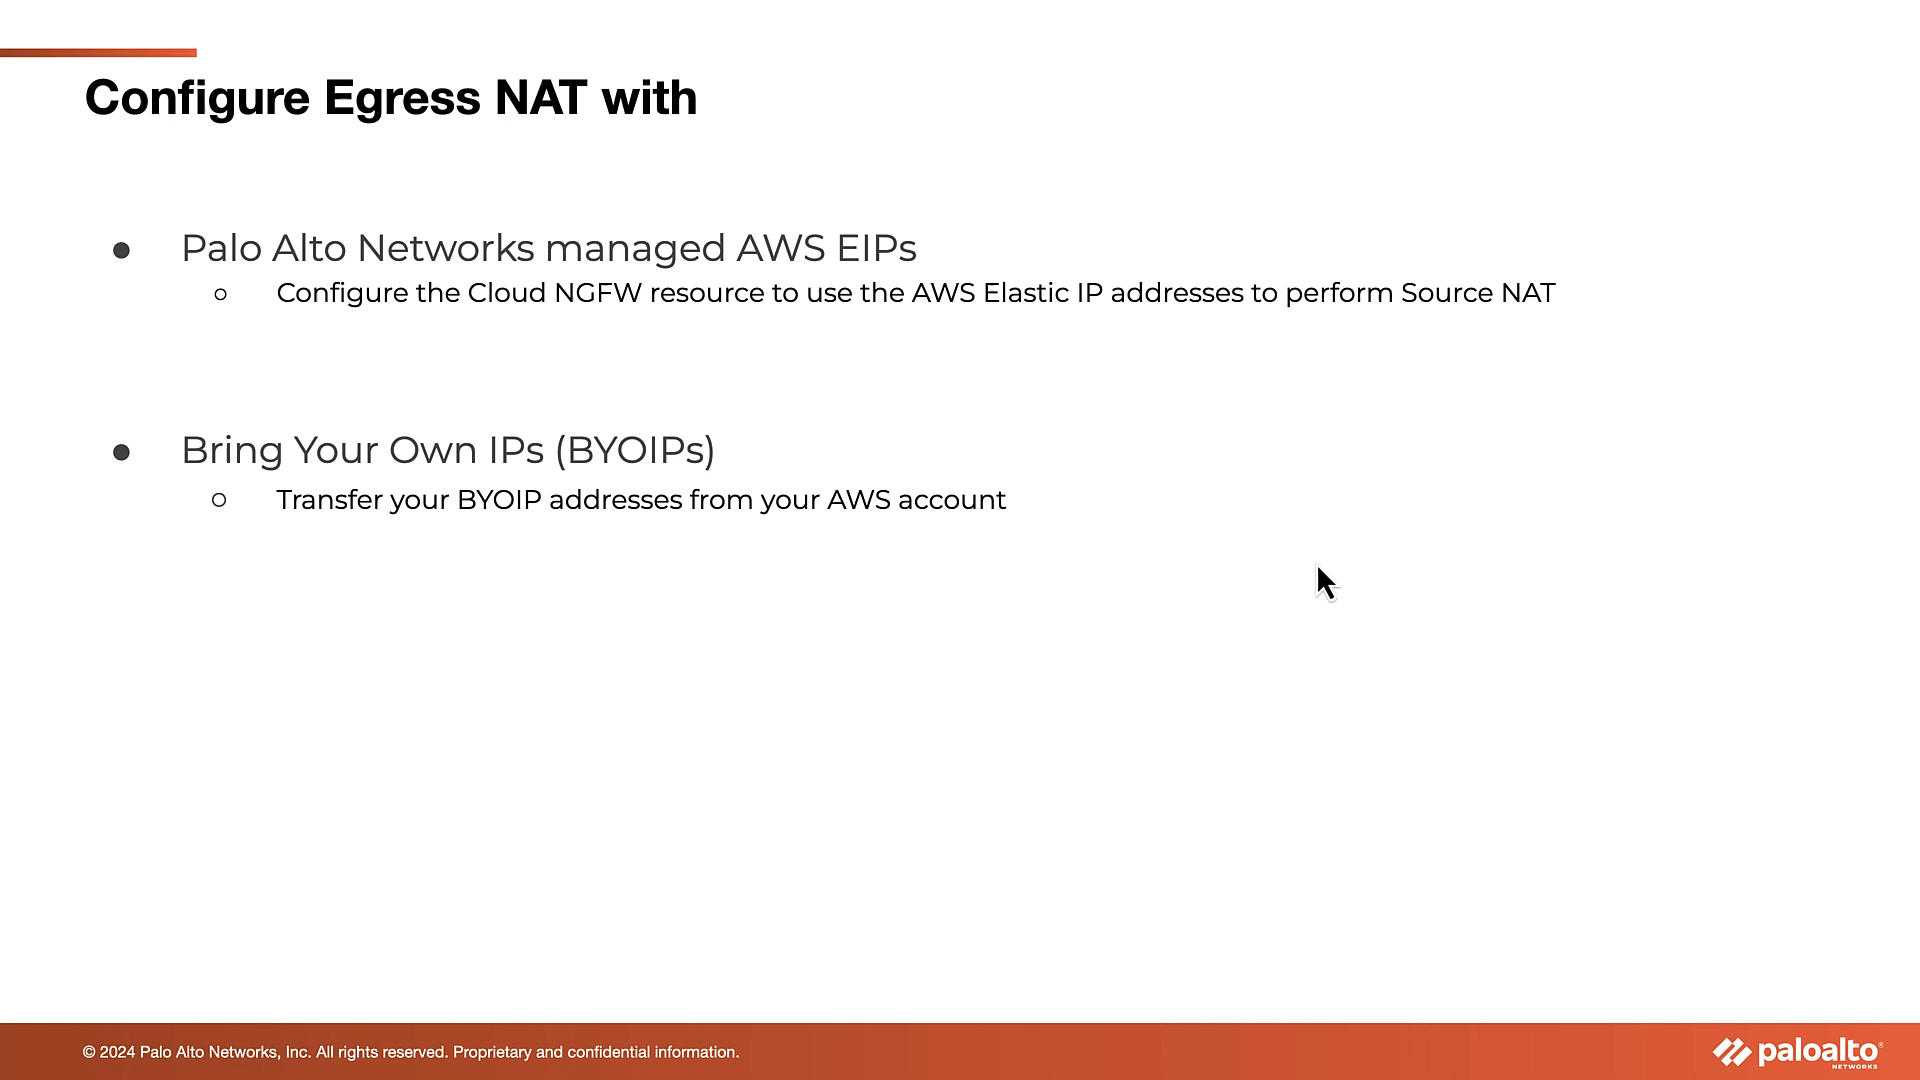 Configure Egress NAT with
● Palo Alto Networks managed AWS EIPs
○ Configure the Cloud NGFW resource to use the AWS Elastic IP addresses to perform Source NAT
● Bring Your Own IPs (BYOIPs)
○ Transfer your BYOIP addresses from your AWS account
© 2024 Palo Alto Networks, Inc. All rights reserved. Proprietary and confidential information.
paloalto®
NETWORKS